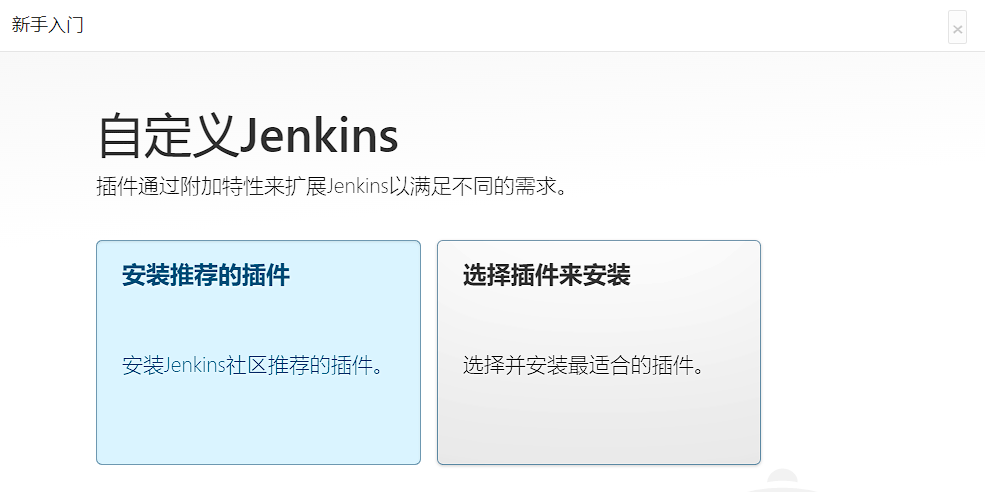 新手入门
×
自定义Jenkins
插件通过附加特性来扩展Jenkins以满足不同的需求。
安装推荐的插件
安装Jenkins社区推荐的插件。
选择插件来安装
选择并安装最适合的插件。